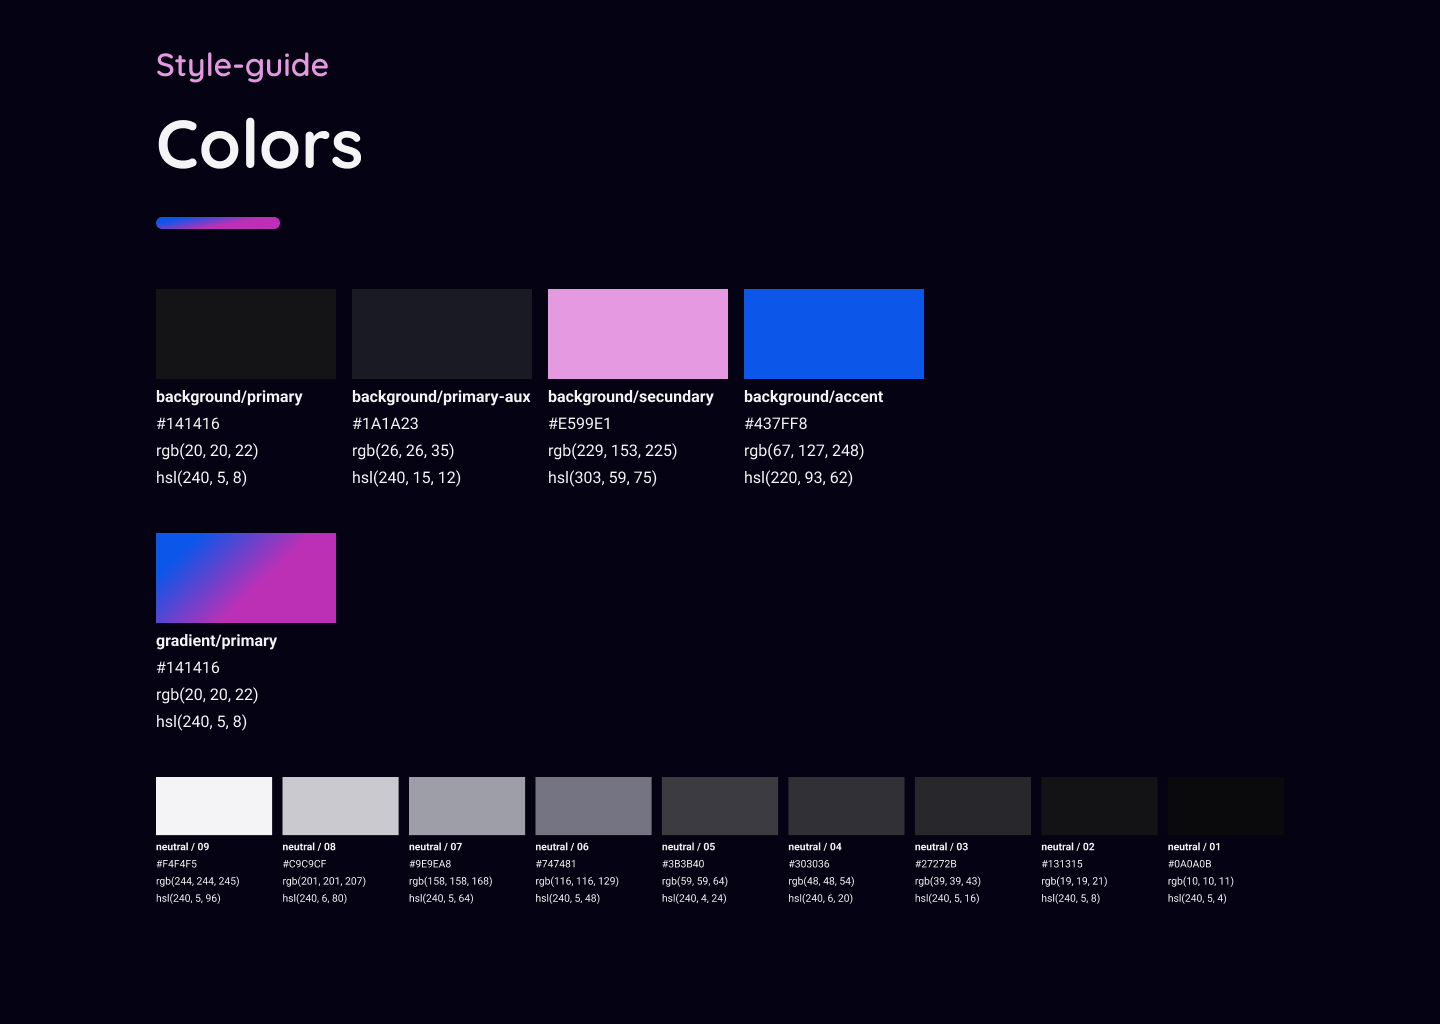 Style-guide
Colors
background/primary
#141416
rgb(20, 20, 22)
hsl(240, 5, 8)
background/primary-aux
#1A1A23
rgb(26, 26, 35)
hsl(240, 15, 12)
background/secundary
#E599E1
rgb(229, 153, 225)
hsl(303, 59, 75)
background/accent
#437FF8
rgb(67, 127, 248)
hsl(220, 93, 62)
gradient/primary
#141416
rgb(20, 20, 22)
hsl(240, 5, 8)
neutral / 09
#F4F4F5
rgb(244, 244, 245)
hsl(240, 5, 96)
neutral / 08
#C9C9CF
rgb(201, 201, 207)
hsl(240, 6, 80)
neutral / 07
#9E9EA8
rgb(158, 158, 168)
hsl(240, 5, 64)
neutral / 06
#747481
rgb(116, 116, 129)
hsl(240, 5, 48)
neutral / 05
#3B3B40
rgb(59, 59, 64)
hsl(240, 4, 24)
neutral / 04
#303036
rgb(48, 48, 54)
hsl(240, 6, 20)
neutral / 03
#27272B
rgb(39, 39, 43)
hsl(240, 5, 16)
neutral / 02
#131315
rgb(19, 19, 21)
hsl(240, 5, 8)
neutral / 01
#0A0A0B
rgb(10, 10, 11)
hsl(240, 5, 4)